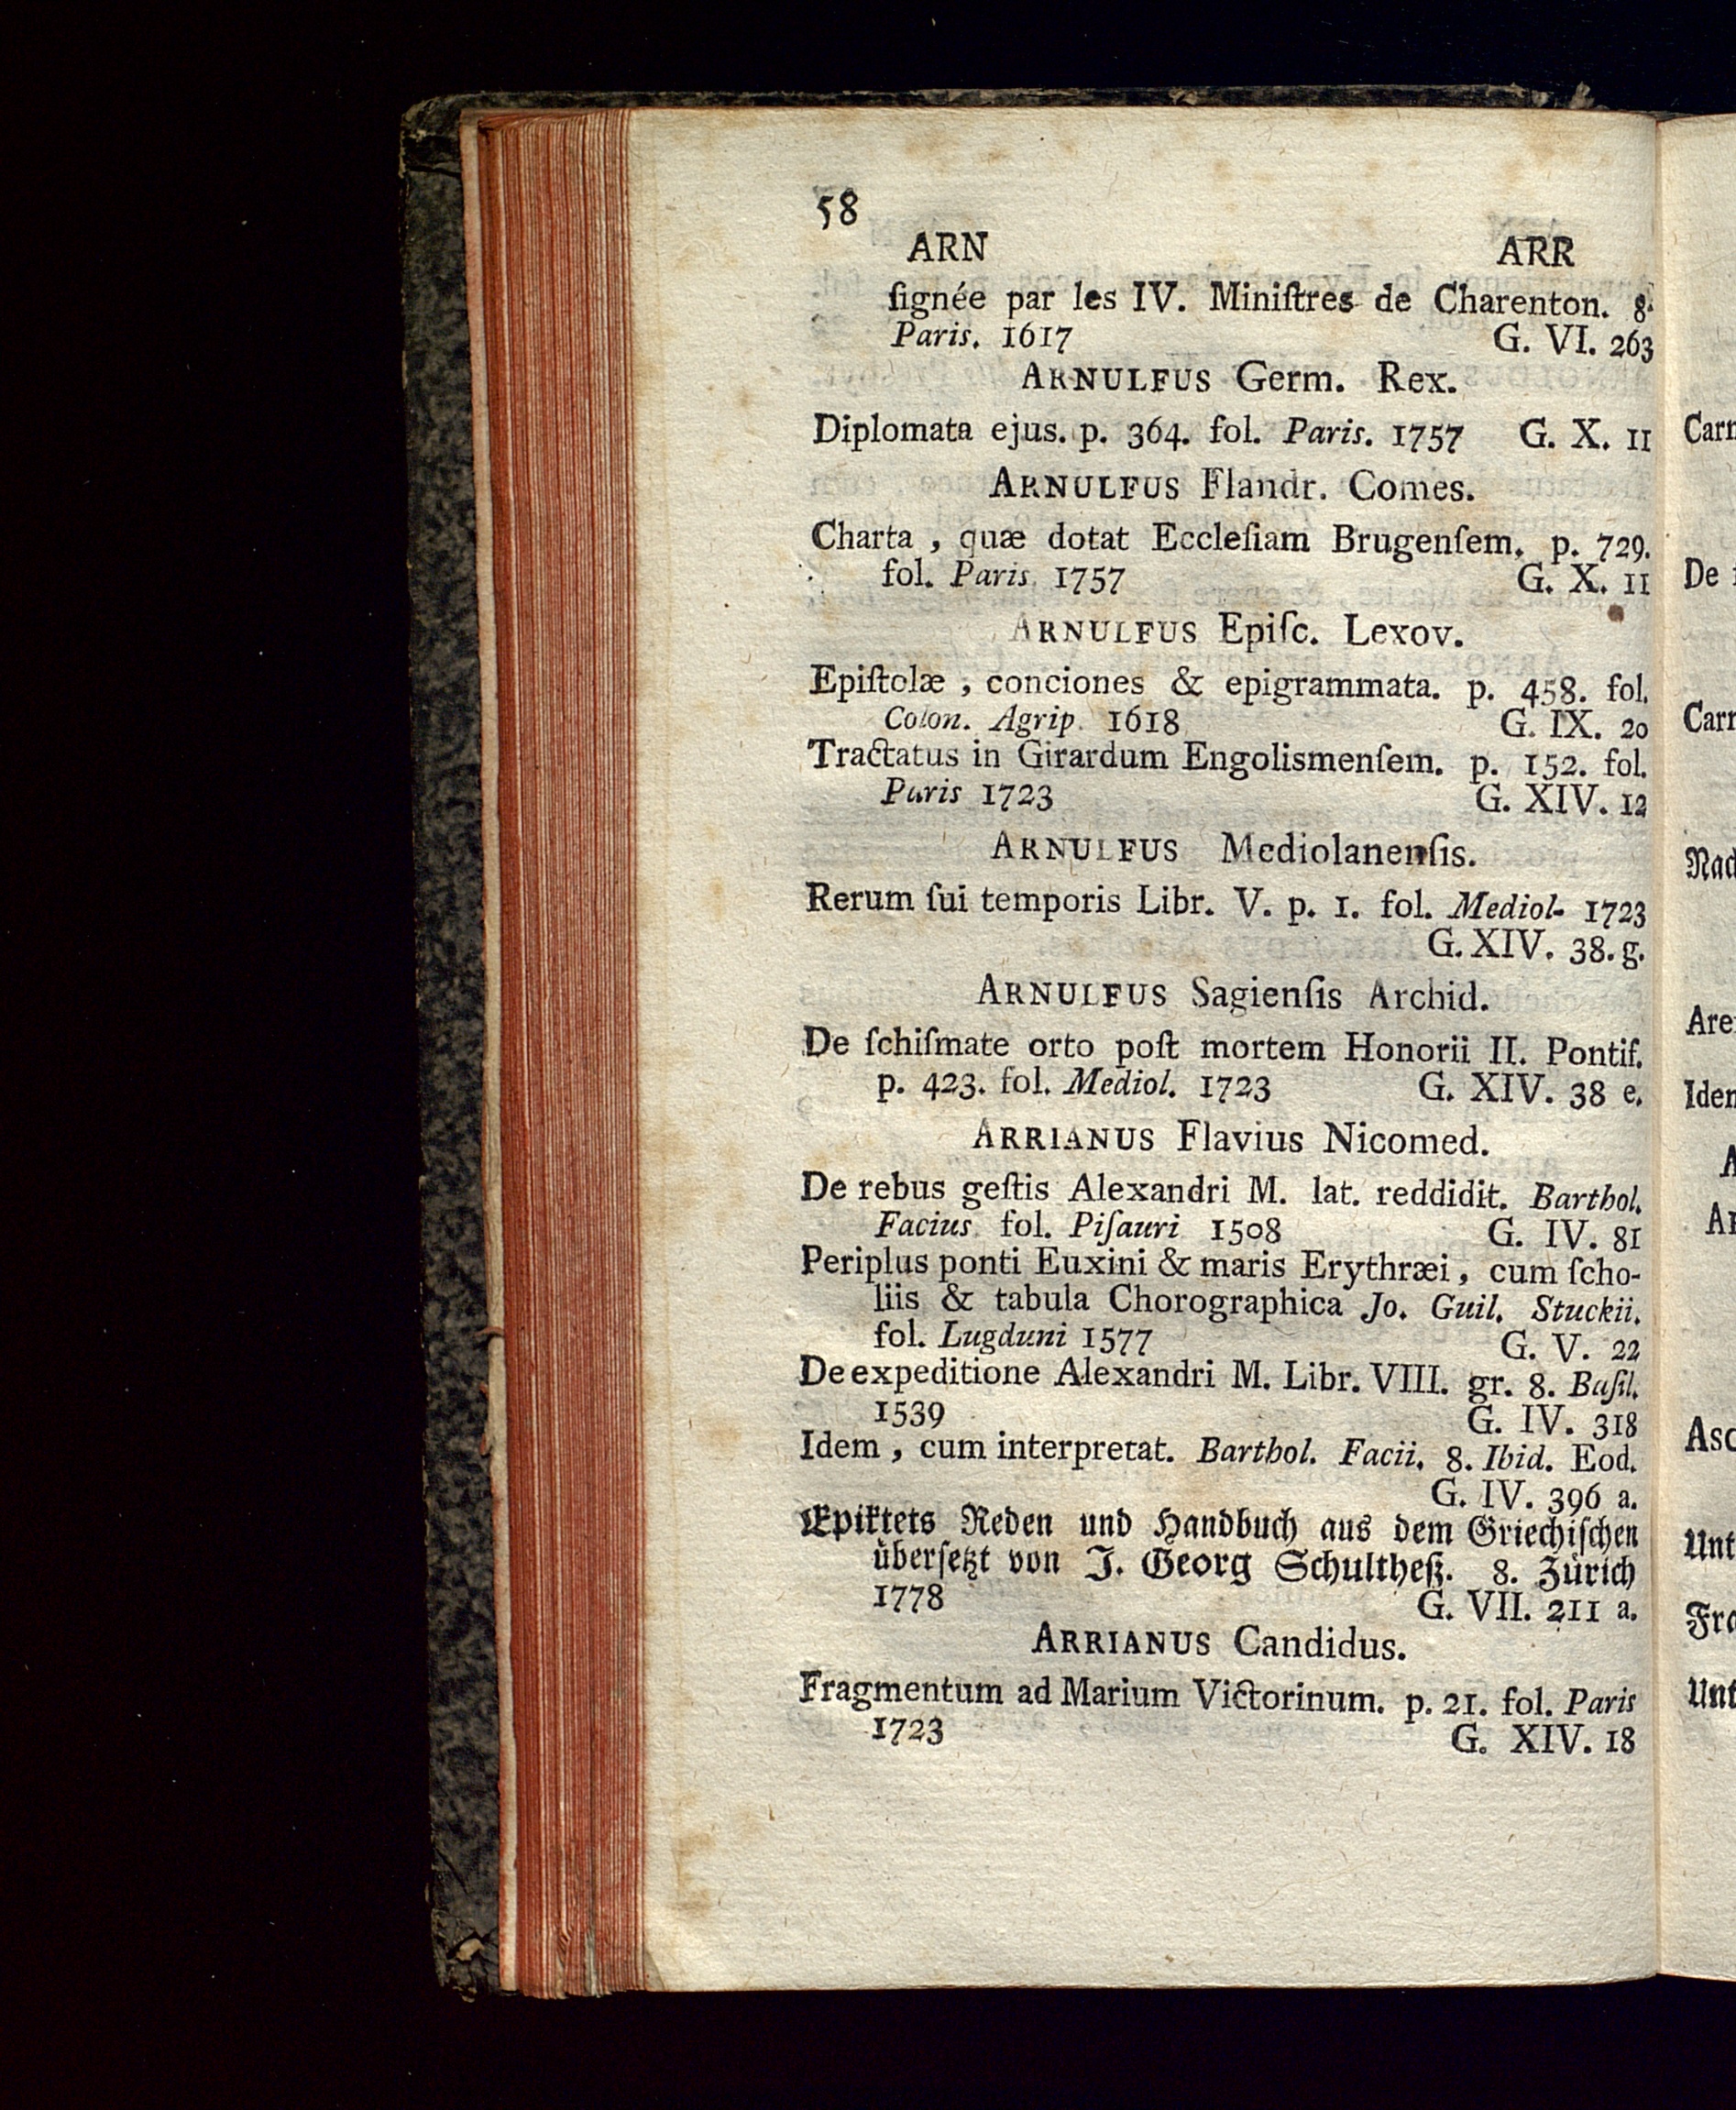 58
ARN ARR
ſignée par les IV. Miniſtres de Charenton. 8.
Paris. 1617 G. VI. 263
ARNULFUS Germ. Rex.
Diplomata ejus. p. 364. fol. Paris. 1757 G. X. 11
ARNULFUS Flandr. Comes.
Charta , quæ dotat Eccleſiam Brugenſem. p. 729.
fol. Paris. 1757 G. X. 11
ARNULFUS Epiſc. Lexov.
Epiſtolæ , conciones & epigrammata. p. 458. fol.
Colon. Agrip. 1618 G. IX. 20
Tractatus in Girardum Engolismenſem. p. 152. fol.
Paris 1723 G. XIV. 12
ARNULFUS Mediolanenſis.
Rerum ſui temporis Libr. V. p. 1. fol. Mediol- 1723
G. XIV. 38. g.
ARNULFUS Sagienſis Archid.
De ſchiſmate orto poſt mortem Honorii II. Pontif.
p. 423. fol. Mediol. 1723 G. XIV. 38 e.
ARRIANUS Flavius Nicomed.
De rebus geſtis Alexandri M. lat. reddidit. Barthol.
Facius. fol. Piſauri 1508 G. IV. 81
Periplus ponti Euxini & maris Erythræi, cum ſcho-
liis & tabula Chorographica Jo. Guil. Stuckii.
fol. Lugduni 1577 G. V. 22
De expeditione Alexandri M. Libr. VIII. gr. 8. Baſil.
1539 G. IV. 318
Idem , cum interpretat. Barthol. Facii. 8. Ibid. Eod.
G. IV. 396 a.
Epiktets Reden und Handbuch aus dem Griechiſchen
überſetzt von J. Georg Schultheß. 8. Zürich
1778 G. VII. 211 a.
ARRIANUS Candidus.
Fragmentum ad Marium Victorinum. p. 21. fol. Paris
1723 G. XIV. 18
De